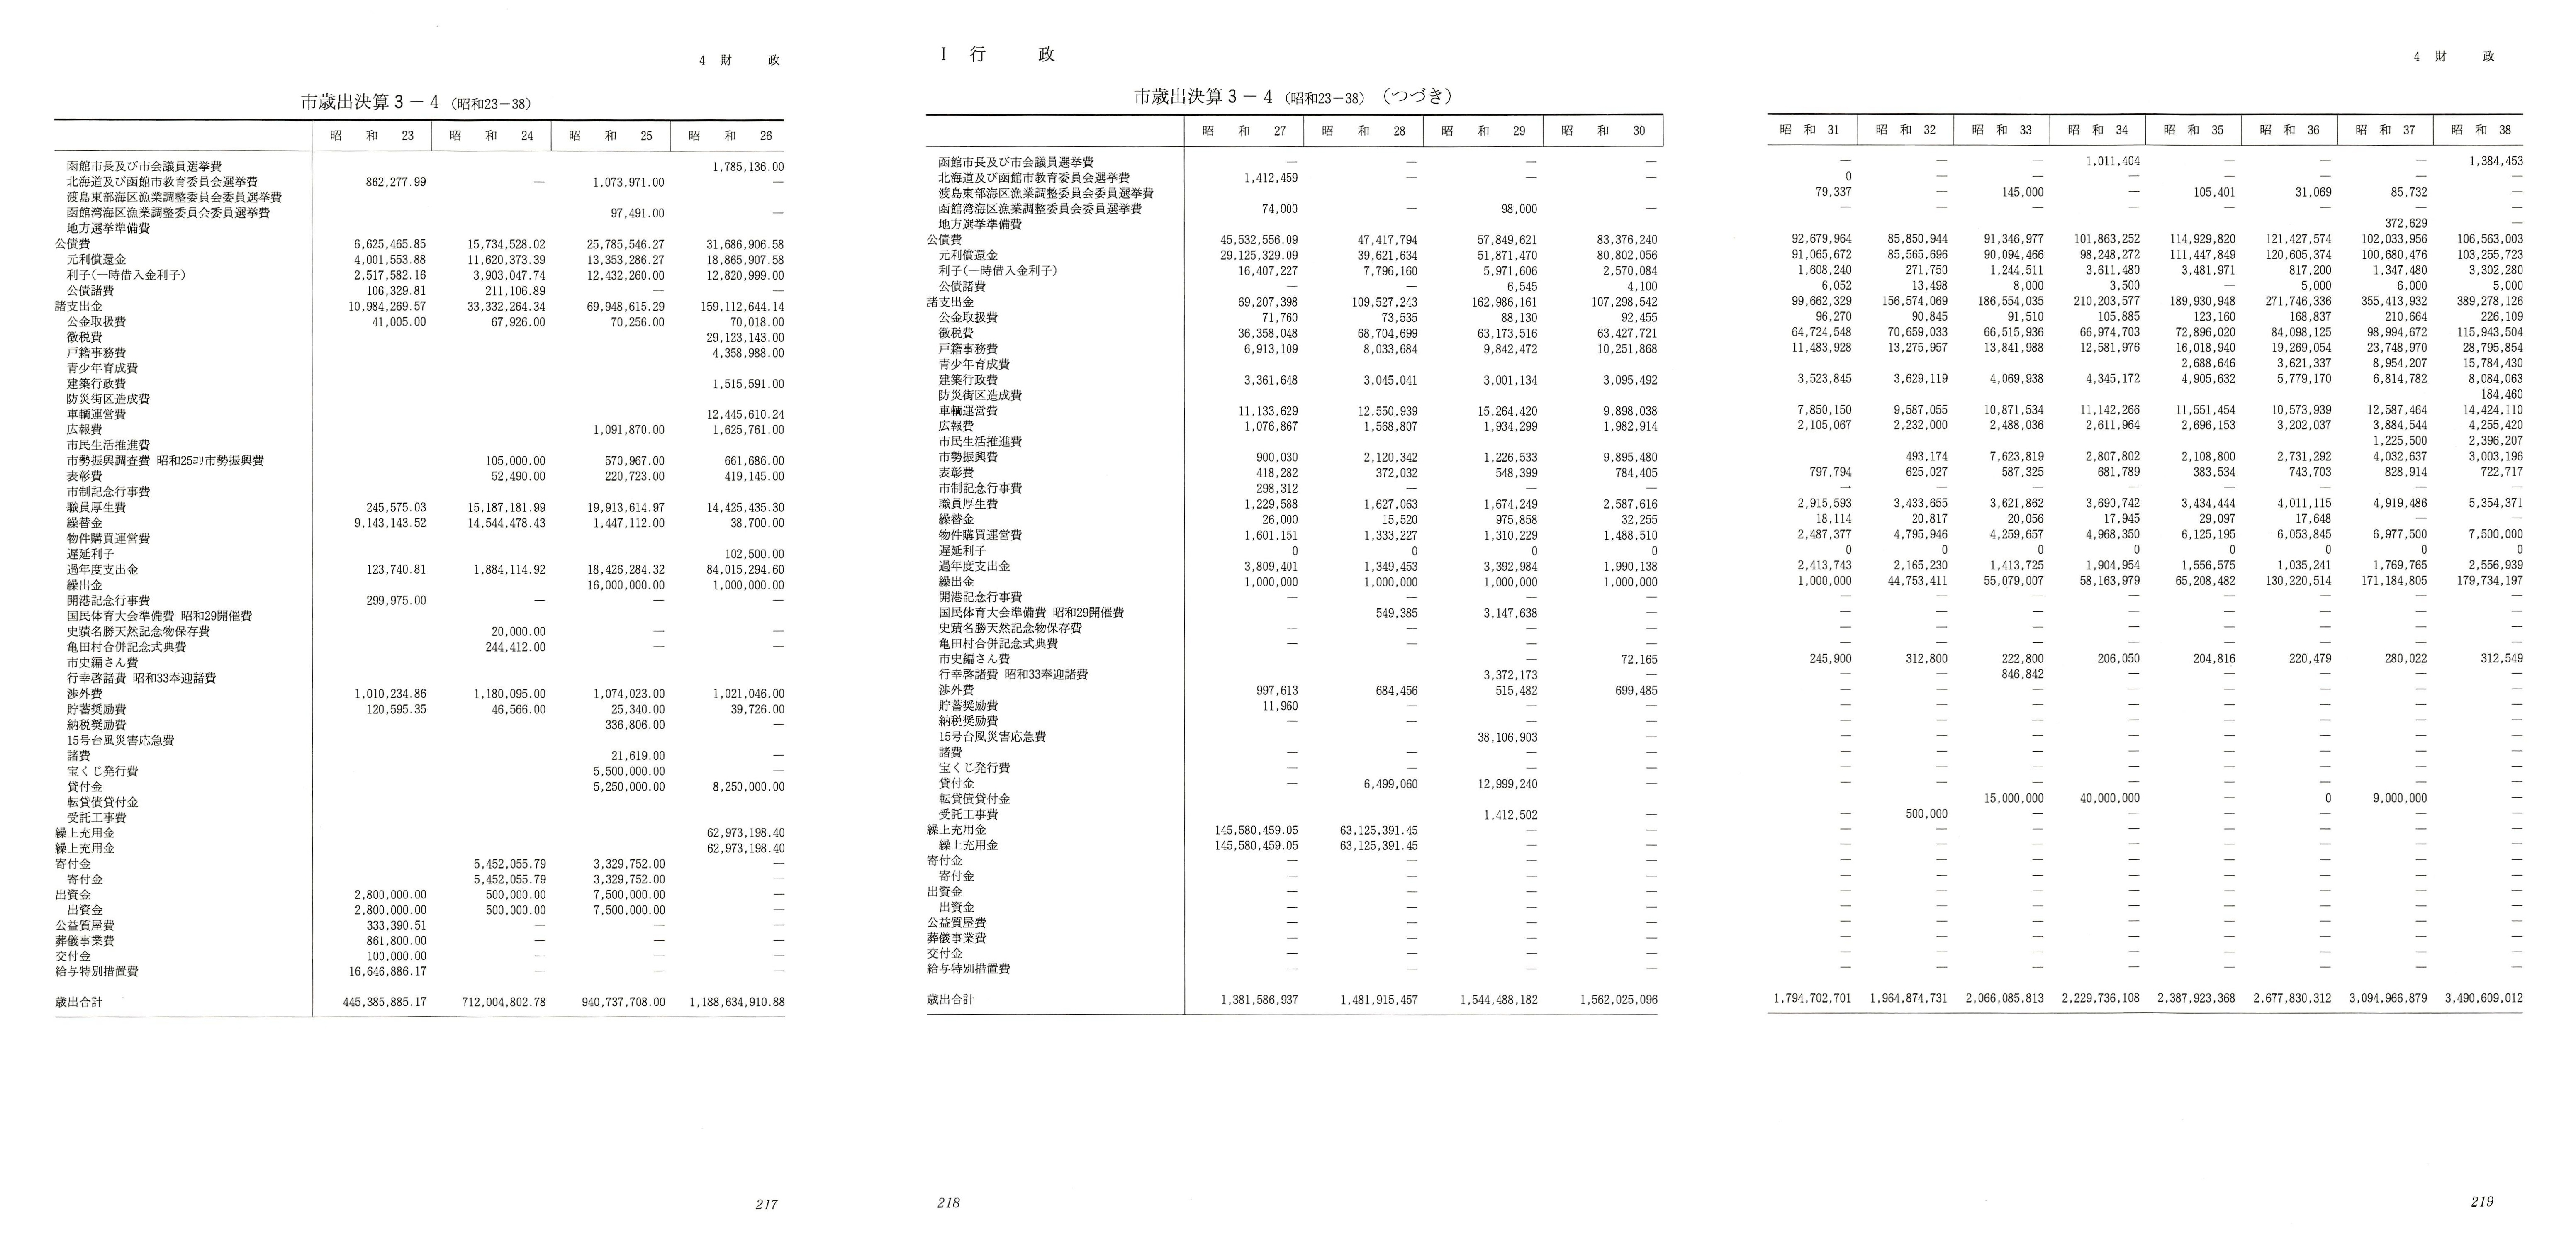 4 財 政
市歳出決算3－4（昭和23－38）
昭 和 23 昭 和 24 昭 和 25 昭 和 26
函館市長及び市会議員選挙費 1,785,136.00
北海道及び函館市教育委員会選挙費 862,277.99 — 1,073,971.00 —
渡島東部海区漁業調整委員会委員選挙費
函館湾海区漁業調整委員会委員選挙費 97,491.00 —
地方選挙準備費
公債費 6,625,465.85 15,734,528.02 25,785,546.27 31,686,906.58
元利償還金 4,001,553.88 11,620,373.39 13,353,286.27 18,865,907.58
利子(一時借入金利子) 2,517,582.16 3,903,047.74 12,432,260.00 12,820,999.00
公債諸費 106,329.81 211,106.89 — —
諸支出金 10,984,269.57 33,332,264.34 69,948,615.29 159,112,644.14
公金取扱費 41,005.00 67,926.00 70,256.00 70,018.00
徴税費 29,123,143.00
戸籍事務費 4,358,988.00
青少年育成費
建築行政費 1,515,591.00
防災街区造成費
車輌運営費 12,445,610.24
広報費 1,091,870.00 1,625,761.00
市民生活推進費
市勢振興調査費 昭和25ヨリ市勢振興費 105,000.00 570,967.00 661,686.00
表彰費 52,490.00 220,723.00 419,145.00
市制記念行事費
職員厚生費 245,575.03 15,187,181.99 19,913,614.97 14,425,435.30
繰替金 9,143,143.52 14,544,478.43 1,447,112.00 38,700.00
物件購買運営費
遅延利子 102,500.00
過年度支出金 123,740.81 1,884,114.92 18,426,284.32 84,015,294.60
繰出金 16,000,000.00 1,000,000.00
開港記念行事費 299,975.00 — — —
国民体育大会準備費 昭和29開催費
史蹟名勝天然記念物保存費 20,000.00 — —
亀田村合併記念式典費 244,412.00 — —
市史編さん費
行幸啓諸費 昭和33奉迎諸費
渉外費 1,010,234.86 1,180,095.00 1,074,023.00 1,021,046.00
貯蓄奨励費 120,595.35 46,566.00 25,340.00 39,726.00
納税奨励費 336,806.00 —
15号台風災害応急費
諸費 21,619.00 —
宝くじ発行費 5,500,000.00 —
貸付金 5,250,000.00 8,250,000.00
転貸債貸付金
受託工事費
繰上充用金 62,973,198.40
繰上充用金 62,973,198.40
寄付金 5,452,055.79 3,329,752.00 —
寄付金 5,452,055.79 3,329,752.00 —
出資金 2,800,000.00 500,000.00 7,500,000.00 —
出資金 2,800,000.00 500,000.00 7,500,000.00 —
公益質屋費 333,390.51 — — —
葬儀事業費 861,800.00 — — —
交付金 100,000.00 — — —
給与特別措置費 16,646,886.17 — — —
歳出合計 445,385,885.17 712,004,802.78 940,737,708.00 1,188,634,910.88
217
I 行 政
市歳出決算3－4（昭和23－38）（つづき）
昭 和 27 昭 和 28 昭 和 29 昭 和 30
函館市長及び市会議員選挙費 — — — —
北海道及び函館市教育委員会選挙費 1,412,459 — — —
渡島東部海区漁業調整委員会委員選挙費
函館湾海区漁業調整委員会委員選挙費 74,000 — 98,000 —
地方選挙準備費
公債費 45,532,556.09 47,417,794 57,849,621 83,376,240
元利償還金 29,125,329.09 39,621,634 51,871,470 80,802,056
利子(一時借入金利子) 16,407,227 7,796,160 5,971,606 2,570,084
公債諸費 — — 6,545 4,100
諸支出金 69,207,398 109,527,243 162,986,161 107,298,542
公金取扱費 71,760 73,535 88,130 92,455
徴税費 36,358,048 68,704,699 63,173,516 63,427,721
戸籍事務費 6,913,109 8,033,684 9,842,472 10,251,868
青少年育成費
建築行政費 3,361,648 3,045,041 3,001,134 3,095,492
防災街区造成費
車輌運営費 11,133,629 12,550,939 15,264,420 9,898,038
広報費 1,076,867 1,568,807 1,934,299 1,982,914
市民生活推進費
市勢振興費 900,030 2,120,342 1,226,533 9,895,480
表彰費 418,282 372,032 548,399 784,405
市制記念行事費 298,312 — — —
職員厚生費 1,229,588 1,627,063 1,674,249 2,587,616
繰替金 26,000 15,520 975,858 32,255
物件購買運営費 1,601,151 1,333,227 1,310,229 1,488,510
遅延利子 0 0 0 0
過年度支出金 3,809,401 1,349,453 3,392,984 1,990,138
繰出金 1,000,000 1,000,000 1,000,000 1,000,000
開港記念行事費 — — — —
国民体育大会準備費 昭和29開催費 549,385 3,147,638 —
史蹟名勝天然記念物保存費 — — — —
亀田村合併記念式典費 — — — —
市史編さん費 — 72,165
行幸啓諸費 昭和33奉迎諸費 3,372,173 —
渉外費 997,613 684,456 515,482 699,485
貯蓄奨励費 11,960 — — —
納税奨励費 — — — —
15号台風災害応急費 38,106,903 —
諸費 — — — —
宝くじ発行費 — — — —
貸付金 — 6,499,060 12,999,240 —
転貸債貸付金
受託工事費 1,412,502 —
繰上充用金 145,580,459.05 63,125,391.45 — —
繰上充用金 145,580,459.05 63,125,391.45 — —
寄付金 — — — —
寄付金 — — — —
出資金 — — — —
出資金 — — — —
公益質屋費 — — — —
葬儀事業費 — — — —
交付金 — — — —
給与特別措置費 — — — —
歳出合計 1,381,586,937 1,481,915,457 1,544,488,182 1,562,025,096
218
4 財 政
昭 和 31 昭 和 32 昭 和 33 昭 和 34 昭 和 35 昭 和 36 昭 和 37 昭 和 38
— — — 1,011,404 — — — 1,384,453
0 — — — — — — —
79,337 — 145,000 — 105,401 31,069 85,732 —
— — — — — — — —
372,629 —
92,679,964 85,850,944 91,346,977 101,863,252 114,929,820 121,427,574 102,033,956 106,563,003
91,065,672 85,565,696 90,094,466 98,248,272 111,447,849 120,605,374 100,680,476 103,255,723
1,608,240 271,750 1,244,511 3,611,480 3,481,971 817,200 1,347,480 3,302,280
6,052 13,498 8,000 3,500 — 5,000 6,000 5,000
99,662,329 156,574,069 186,554,035 210,203,577 189,930,948 271,746,336 355,413,932 389,278,126
96,270 90,845 91,510 105,885 123,160 168,837 210,664 226,109
64,724,548 70,659,033 66,515,936 66,974,703 72,896,020 84,098,125 98,994,672 115,943,504
11,483,928 13,275,957 13,841,988 12,581,976 16,018,940 19,269,054 23,748,970 28,795,854
2,688,646 3,621,337 8,954,207 15,784,430
3,523,845 3,629,119 4,069,938 4,345,172 4,905,632 5,779,170 6,814,782 8,084,063
184,460
7,850,150 9,587,055 10,871,534 11,142,266 11,551,454 10,573,939 12,587,464 14,424,110
2,105,067 2,232,000 2,488,036 2,611,964 2,696,153 3,202,037 3,884,544 4,255,420
1,225,500 2,396,207
493,174 7,623,819 2,807,802 2,108,800 2,731,292 4,032,637 3,003,196
797,794 625,027 587,325 681,789 383,534 743,703 828,914 722,717
— — — — — — — —
2,915,593 3,433,655 3,621,862 3,690,742 3,434,444 4,011,115 4,919,486 5,354,371
18,114 20,817 20,056 17,945 29,097 17,648 — —
2,487,377 4,795,946 4,259,657 4,968,350 6,125,195 6,053,845 6,977,500 7,500,000
0 0 0 0 0 0 0 0
2,413,743 2,165,230 1,413,725 1,904,954 1,556,575 1,035,241 1,769,765 2,556,939
1,000,000 44,753,411 55,079,007 58,163,979 65,208,482 130,220,514 171,184,805 179,734,197
— — — — — — — —
— — — — — — — —
— — — — — — — —
— — — — — — — —
245,900 312,800 222,800 206,050 204,816 220,479 280,022 312,549
— — 846,842 — — — — —
— — — — — — — —
— — — — — — — —
— — — — — — — —
— — — — — — — —
— — — — — — — —
— — — — — — — —
— — — — — — — —
15,000,000 40,000,000 — 0 9,000,000 —
— 500,000 — — — — — —
— — — — — — — —
— — — — — — — —
— — — — — — — —
— — — — — — — —
— — — — — — — —
— — — — — — — —
— — — — — — — —
— — — — — — — —
— — — — — — — —
— — — — — — — —
1,794,702,701 1,964,874,731 2,066,085,813 2,229,736,108 2,387,923,368 2,677,830,312 3,094,966,879 3,490,609,012
219